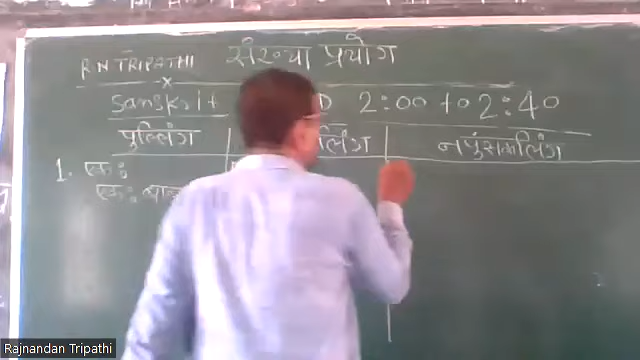 R N TRIPATHI संख्या प्रयोग
x
Sanskrit D 2:00 to 2:40
पुल्लिंग लिंग नपुंसकलिंग
1. एकः
एकः बाल
Rajnandan Tripathi